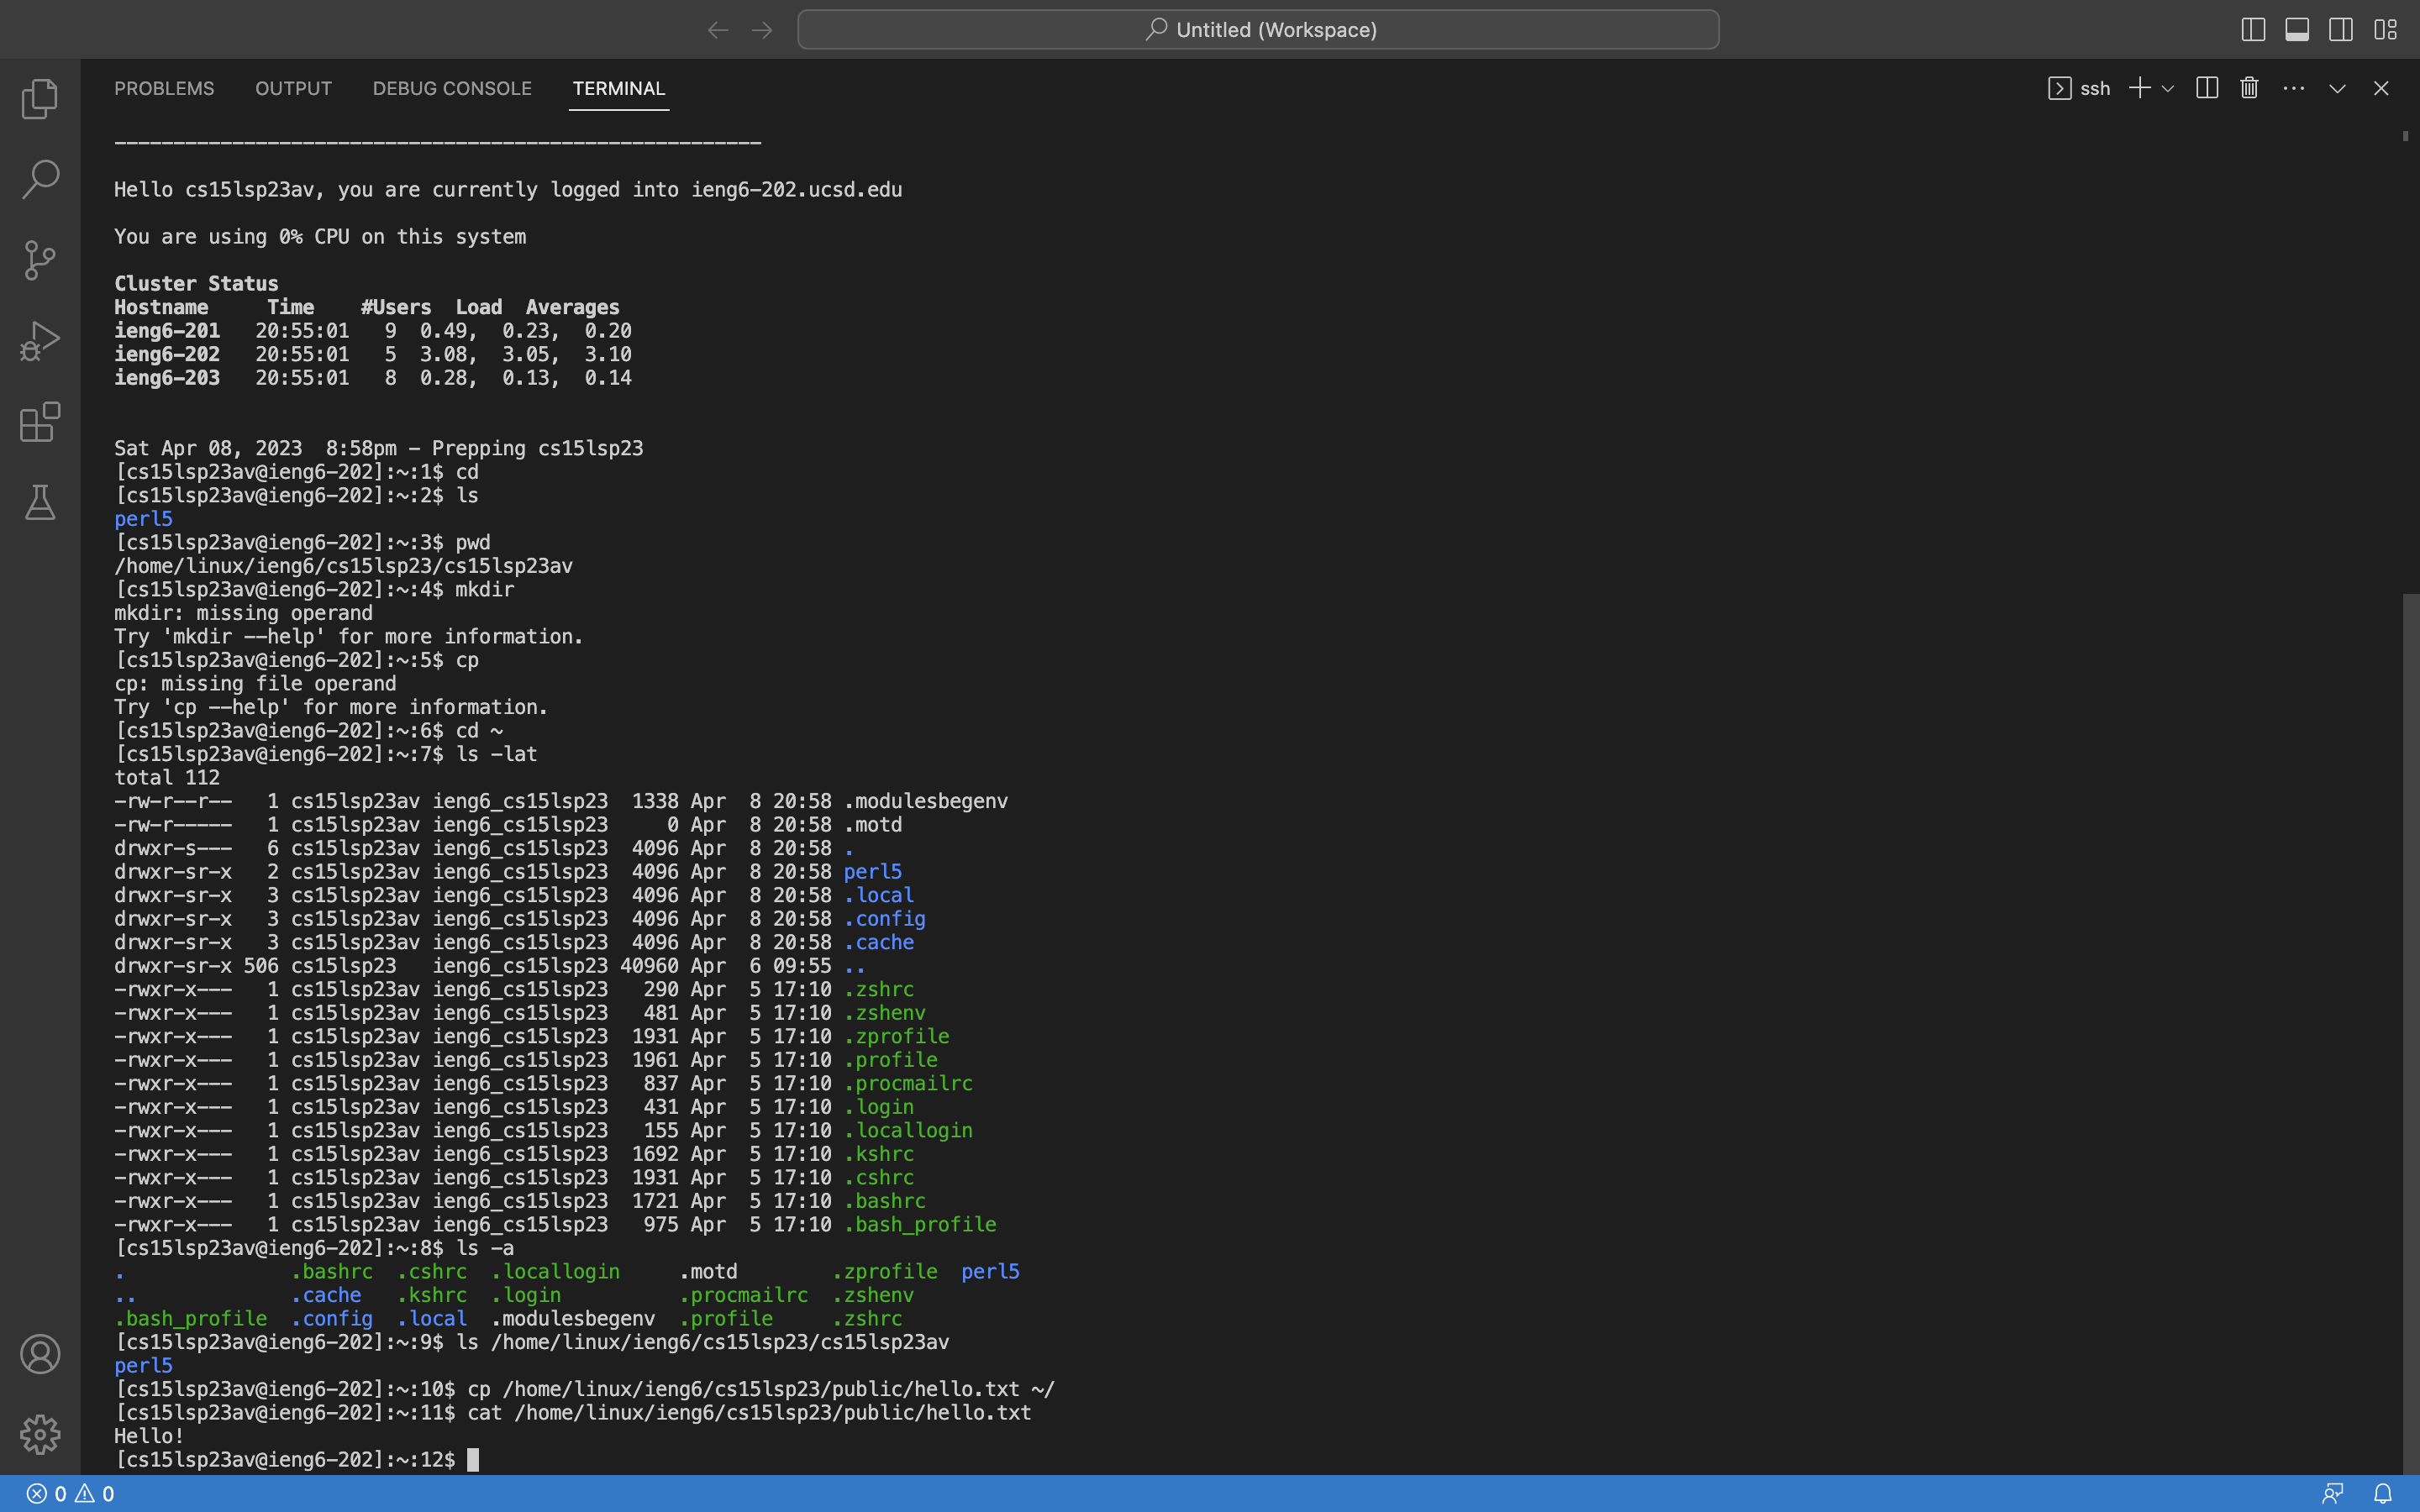 Untitled (Workspace)
PROBLEMS OUTPUT DEBUG CONSOLE TERMINAL ssh
-------------------------------------------------------
Hello cs15lsp23av, you are currently logged into ieng6-202.ucsd.edu
You are using 0% CPU on this system
Cluster Status
Hostname     Time    #Users  Load  Averages
ieng6-201   20:55:01   9  0.49,  0.23,  0.20
ieng6-202   20:55:01   5  3.08,  3.05,  3.10
ieng6-203   20:55:01   8  0.28,  0.13,  0.14
Sat Apr 08, 2023  8:58pm - Prepping cs15lsp23
[cs15lsp23av@ieng6-202]:~:1$ cd
[cs15lsp23av@ieng6-202]:~:2$ ls
perl5
[cs15lsp23av@ieng6-202]:~:3$ pwd
/home/linux/ieng6/cs15lsp23/cs15lsp23av
[cs15lsp23av@ieng6-202]:~:4$ mkdir
mkdir: missing operand
Try 'mkdir --help' for more information.
[cs15lsp23av@ieng6-202]:~:5$ cp
cp: missing file operand
Try 'cp --help' for more information.
[cs15lsp23av@ieng6-202]:~:6$ cd ~
[cs15lsp23av@ieng6-202]:~:7$ ls -lat
total 112
-rw-r--r--   1 cs15lsp23av ieng6_cs15lsp23  1338 Apr  8 20:58 .modulesbegenv
-rw-r-----   1 cs15lsp23av ieng6_cs15lsp23     0 Apr  8 20:58 .motd
drwxr-s---   6 cs15lsp23av ieng6_cs15lsp23  4096 Apr  8 20:58 .
drwxr-sr-x   2 cs15lsp23av ieng6_cs15lsp23  4096 Apr  8 20:58 perl5
drwxr-sr-x   3 cs15lsp23av ieng6_cs15lsp23  4096 Apr  8 20:58 .local
drwxr-sr-x   3 cs15lsp23av ieng6_cs15lsp23  4096 Apr  8 20:58 .config
drwxr-sr-x   3 cs15lsp23av ieng6_cs15lsp23  4096 Apr  8 20:58 .cache
drwxr-sr-x 506 cs15lsp23   ieng6_cs15lsp23 40960 Apr  6 09:55 ..
-rwxr-x---   1 cs15lsp23av ieng6_cs15lsp23   290 Apr  5 17:10 .zshrc
-rwxr-x---   1 cs15lsp23av ieng6_cs15lsp23   481 Apr  5 17:10 .zshenv
-rwxr-x---   1 cs15lsp23av ieng6_cs15lsp23  1931 Apr  5 17:10 .zprofile
-rwxr-x---   1 cs15lsp23av ieng6_cs15lsp23  1961 Apr  5 17:10 .profile
-rwxr-x---   1 cs15lsp23av ieng6_cs15lsp23   837 Apr  5 17:10 .procmailrc
-rwxr-x---   1 cs15lsp23av ieng6_cs15lsp23   431 Apr  5 17:10 .login
-rwxr-x---   1 cs15lsp23av ieng6_cs15lsp23   155 Apr  5 17:10 .locallogin
-rwxr-x---   1 cs15lsp23av ieng6_cs15lsp23  1692 Apr  5 17:10 .kshrc
-rwxr-x---   1 cs15lsp23av ieng6_cs15lsp23  1931 Apr  5 17:10 .cshrc
-rwxr-x---   1 cs15lsp23av ieng6_cs15lsp23  1721 Apr  5 17:10 .bashrc
-rwxr-x---   1 cs15lsp23av ieng6_cs15lsp23   975 Apr  5 17:10 .bash_profile
[cs15lsp23av@ieng6-202]:~:8$ ls -a
.              .bashrc  .cshrc  .locallogin     .motd        .zprofile  perl5
..             .cache   .kshrc  .login          .procmailrc  .zshenv
.bash_profile  .config  .local  .modulesbegenv  .profile     .zshrc
[cs15lsp23av@ieng6-202]:~:9$ ls /home/linux/ieng6/cs15lsp23/cs15lsp23av
perl5
[cs15lsp23av@ieng6-202]:~:10$ cp /home/linux/ieng6/cs15lsp23/public/hello.txt ~/
[cs15lsp23av@ieng6-202]:~:11$ cat /home/linux/ieng6/cs15lsp23/public/hello.txt
Hello!
[cs15lsp23av@ieng6-202]:~:12$
0 0